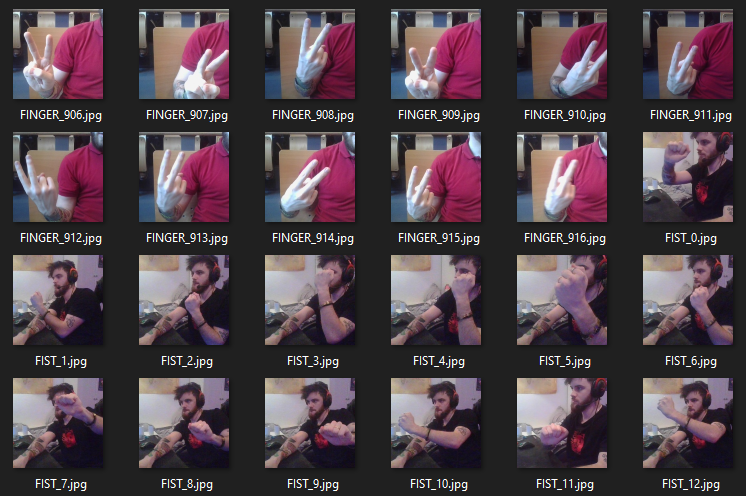 FINGER_906.jpg
FINGER_907.jpg
FINGER_908.jpg
FINGER_909.jpg
FINGER_910.jpg
FINGER_911.jpg
FINGER_912.jpg
FINGER_913.jpg
FINGER_914.jpg
FINGER_915.jpg
FINGER_916.jpg
FIST_0.jpg
FIST_1.jpg
FIST_2.jpg
FIST_3.jpg
FIST_4.jpg
FIST_5.jpg
FIST_6.jpg
FIST_7.jpg
FIST_8.jpg
FIST_9.jpg
FIST_10.jpg
FIST_11.jpg
FIST_12.jpg